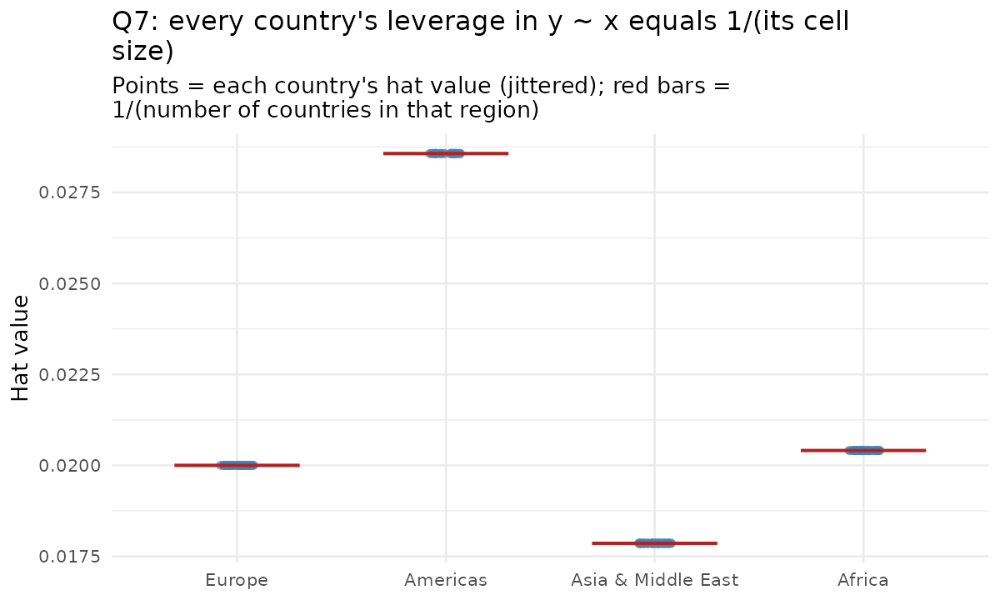 Q7: every country's leverage in y ~ x equals 1/(its cell
size)
Points = each country's hat value (jittered); red bars =
1/(number of countries in that region)
Hat value
0.0275
0.0250
0.0225
0.0200
0.0175
Europe
Americas
Asia & Middle East
Africa